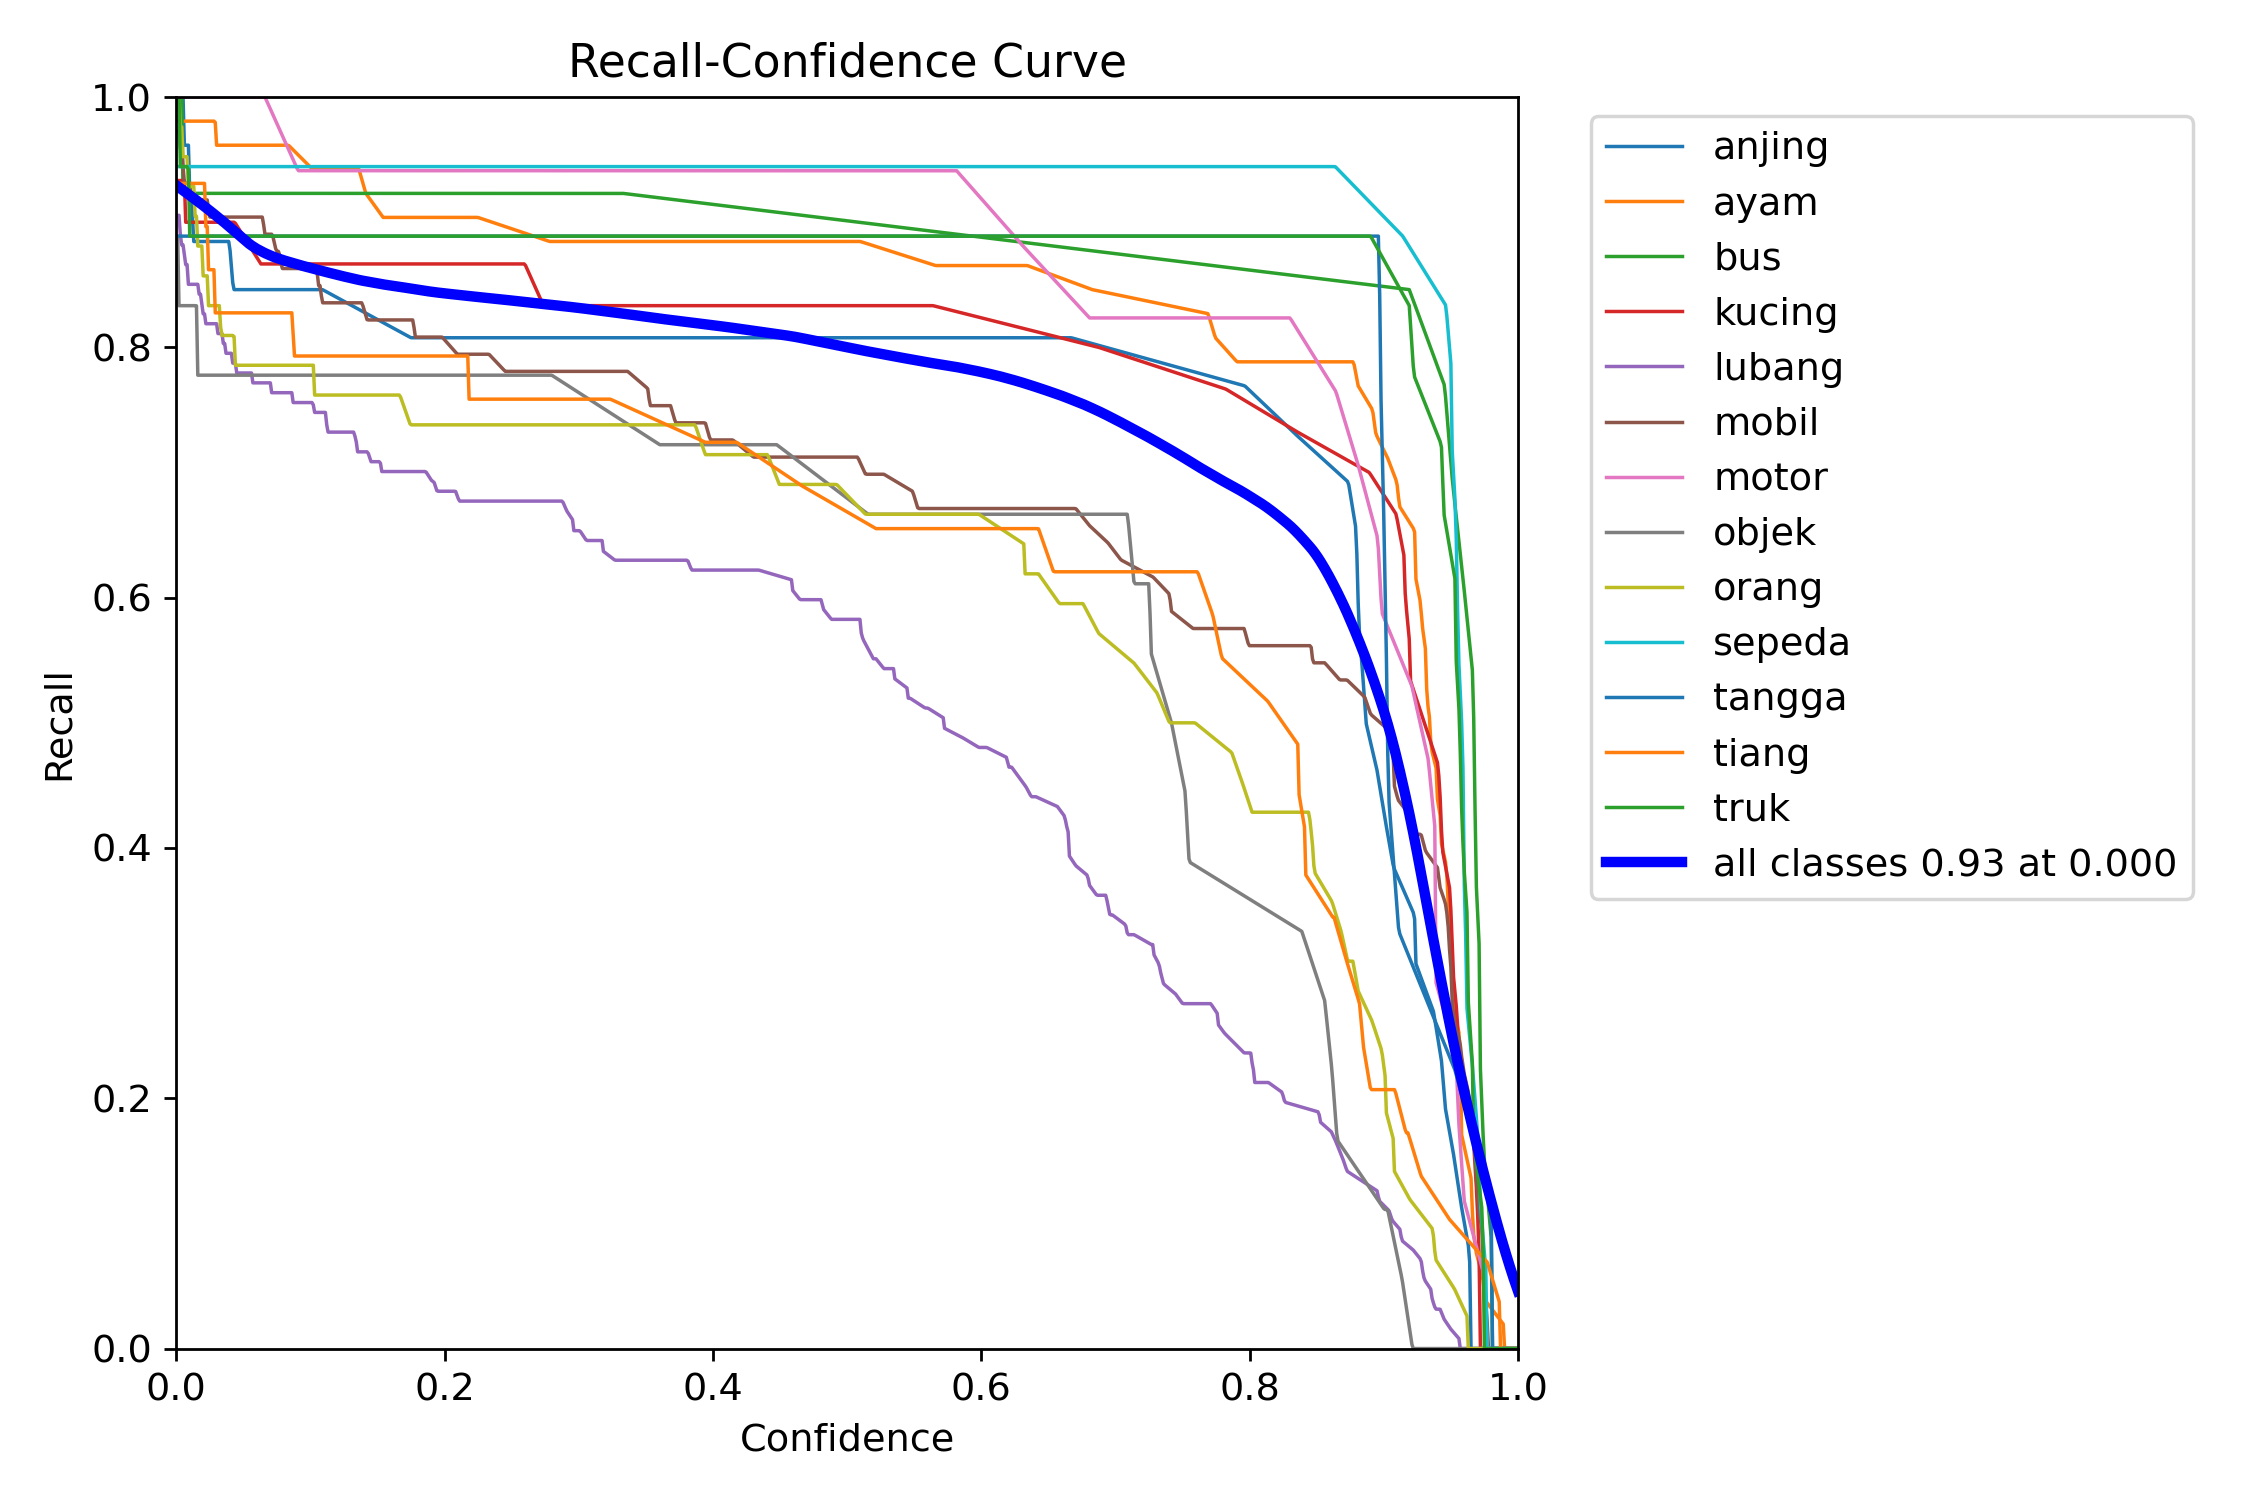 Recall-Confidence Curve
1.0
0.8
0.6
0.4
0.2
0.0
Recall
0.0 0.2 0.4 0.6 0.8 1.0
Confidence
anjing
ayam
bus
kucing
lubang
mobil
motor
objek
orang
sepeda
tangga
tiang
truk
all classes 0.93 at 0.000